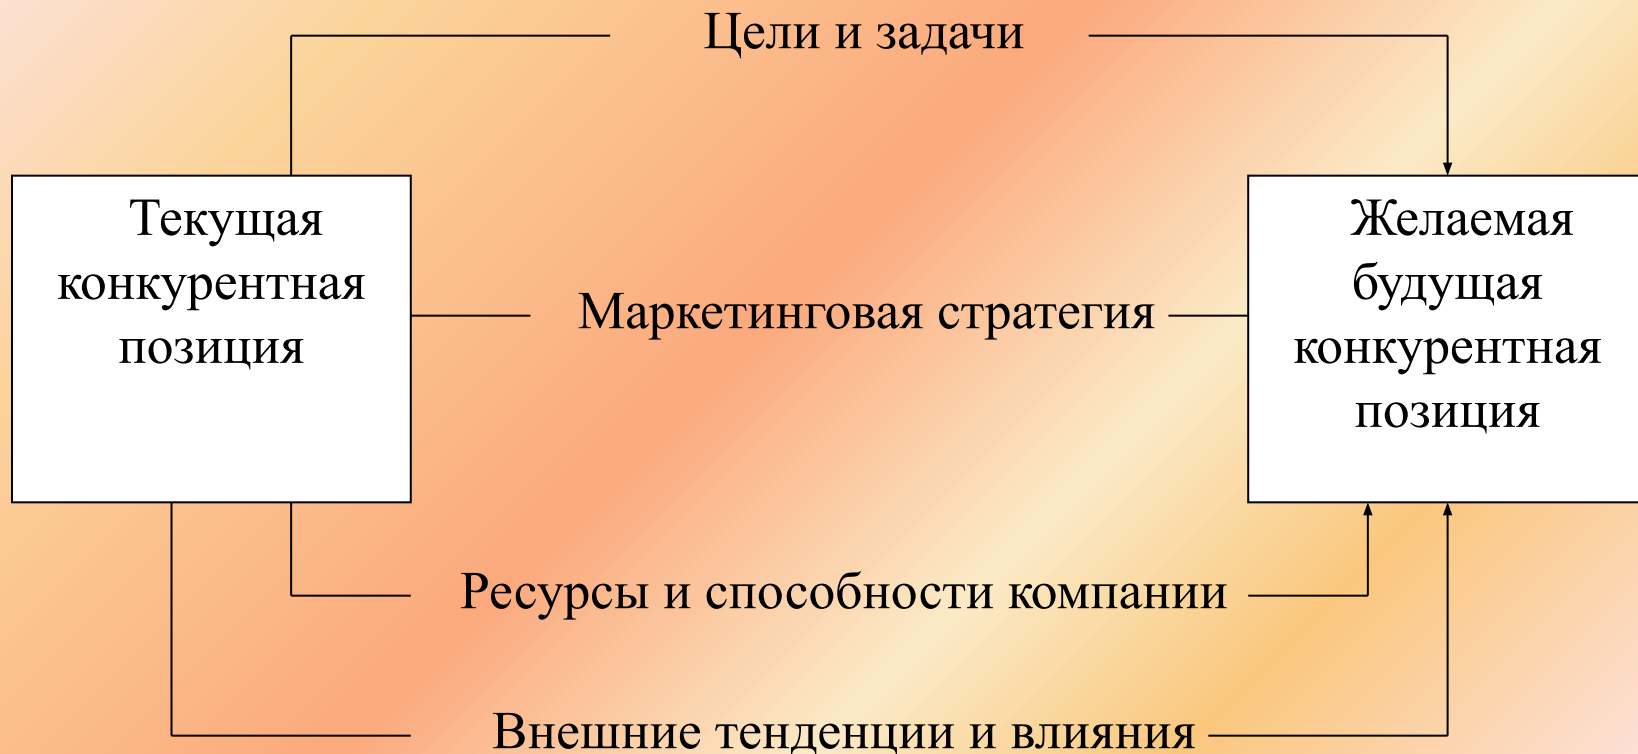 Цели и задачи
Текущая
конкурентная
позиция
Маркетинговая стратегия
Желаемая
будущая
конкурентная
позиция
Ресурсы и способности компании
Внешние тенденции и влияния